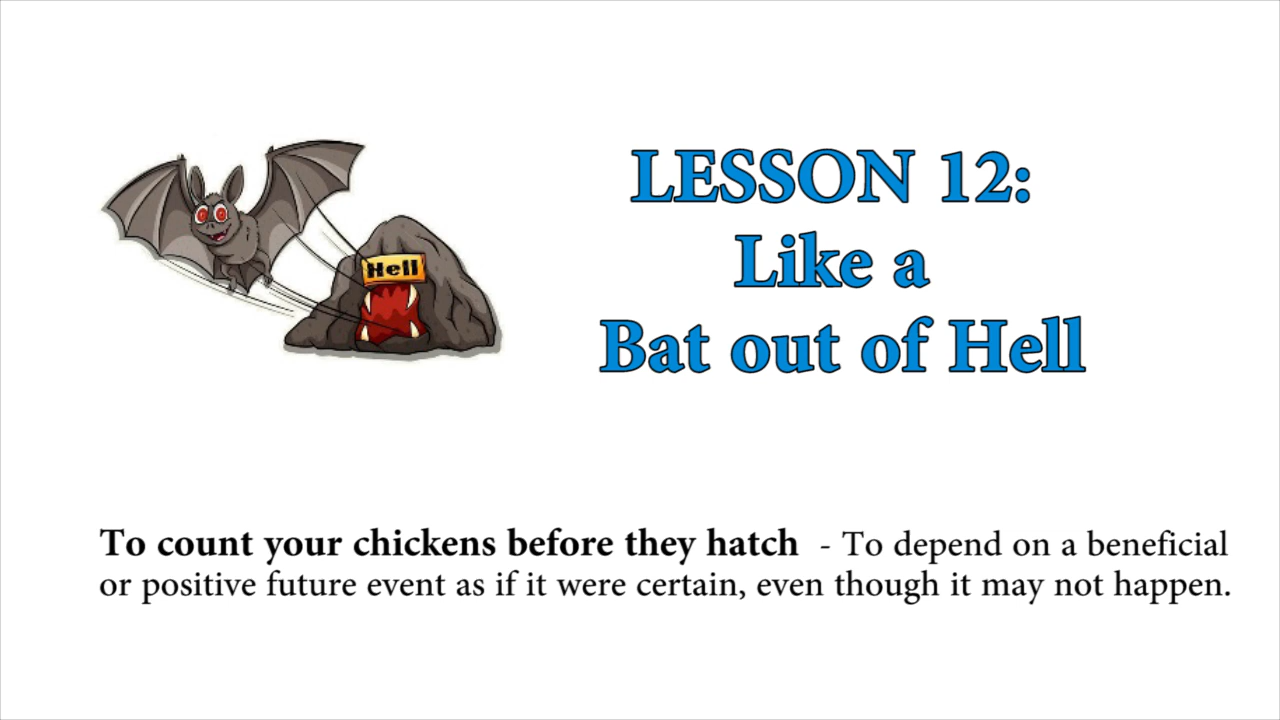 Hell
LESSON 12:
Like a
Bat out of Hell
To count your chickens before they hatch - To depend on a beneficial
or positive future event as if it were certain, even though it may not happen.